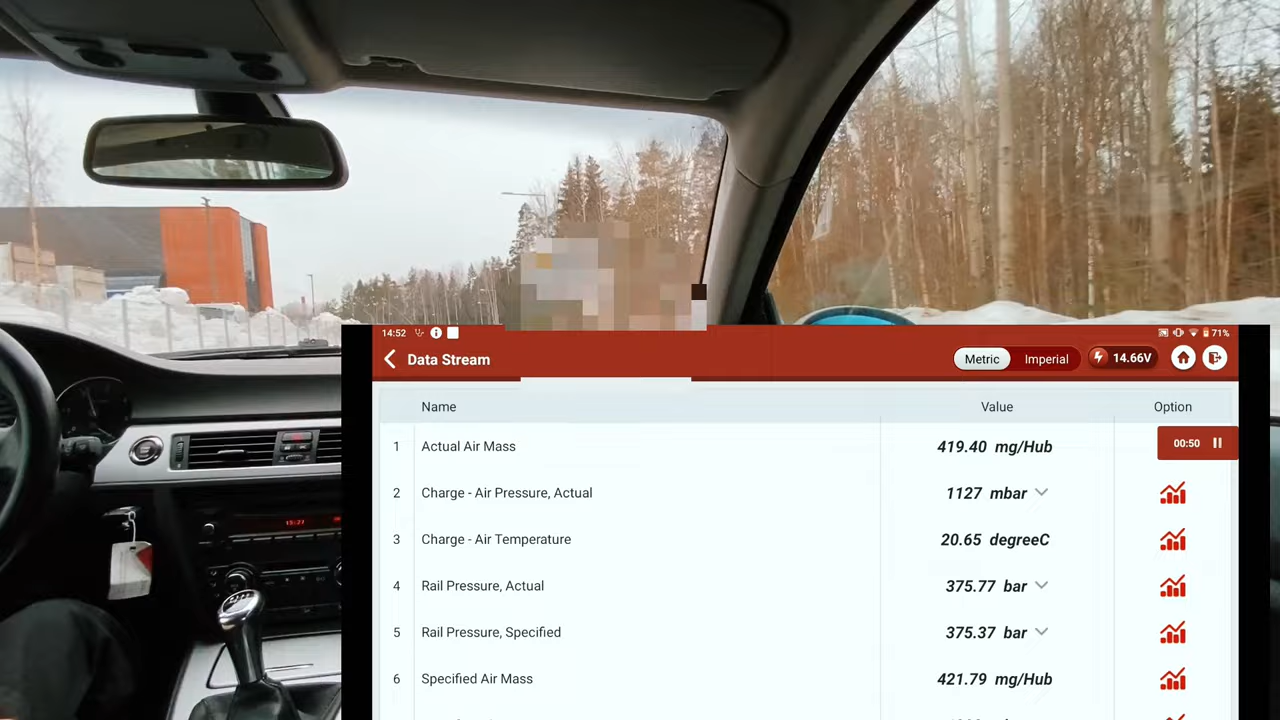 14:52
71%
Data Stream
Metric Imperial 14.66V
Name Value Option
1 Actual Air Mass 419.40 mg/Hub 00:50
2 Charge - Air Pressure, Actual 1127 mbar
3 Charge - Air Temperature 20.65 degreeC
4 Rail Pressure, Actual 375.77 bar
5 Rail Pressure, Specified 375.37 bar
6 Specified Air Mass 421.79 mg/Hub